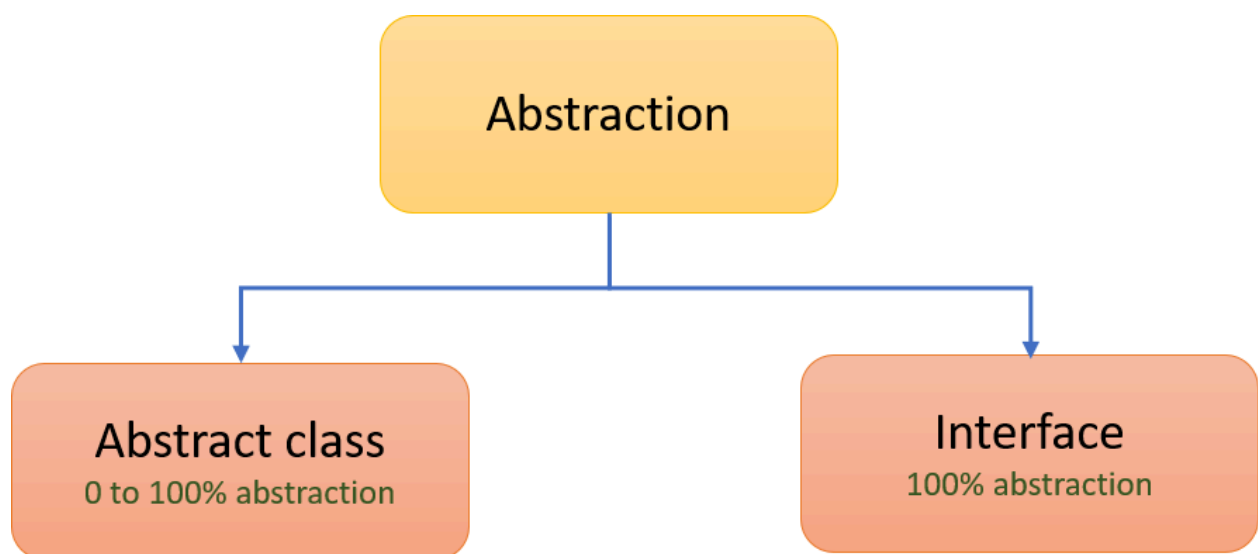 Abstraction
Abstract class
0 to 100% abstraction
Interface
100% abstraction